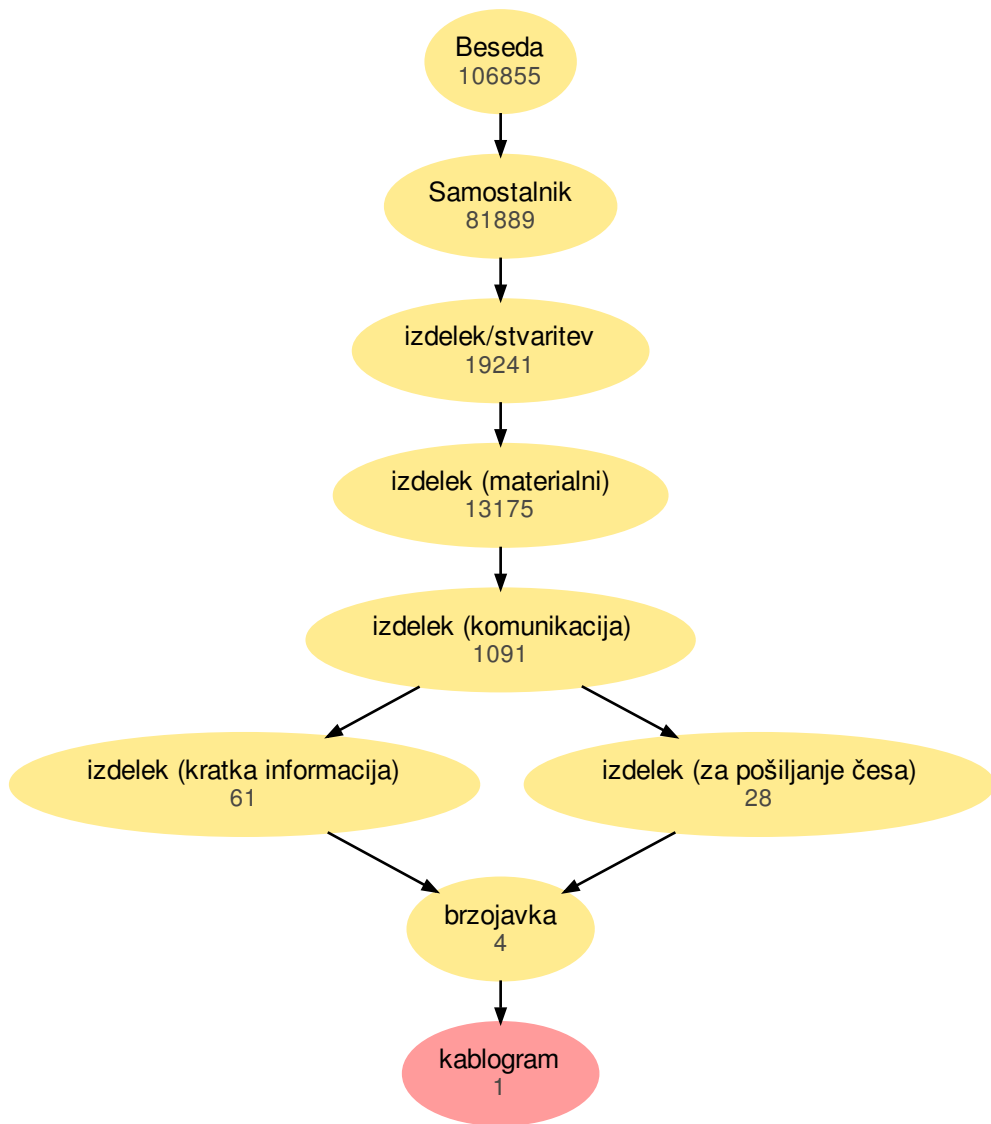 Beseda
106855
Samostalnik
81889
izdelek/stvaritev
19241
izdelek (materialni)
13175
izdelek (komunikacija)
1091
izdelek (kratka informacija)
61
izdelek (za pošiljanje česa)
28
brzojavka
4
kablogram
1